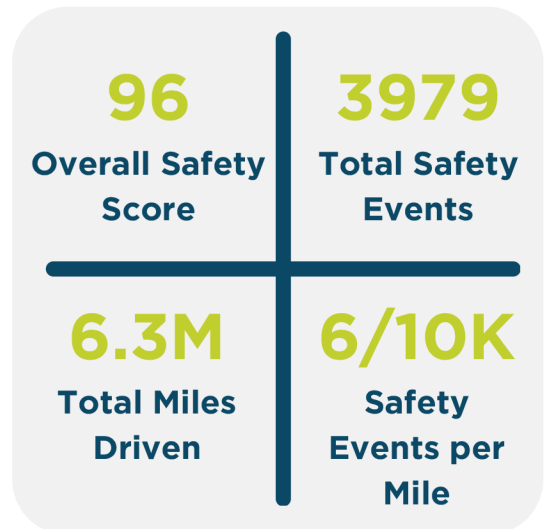 96
Overall Safety
Score
3979
Total Safety
Events
6.3M
Total Miles
Driven
6/10K
Safety
Events per
Mile